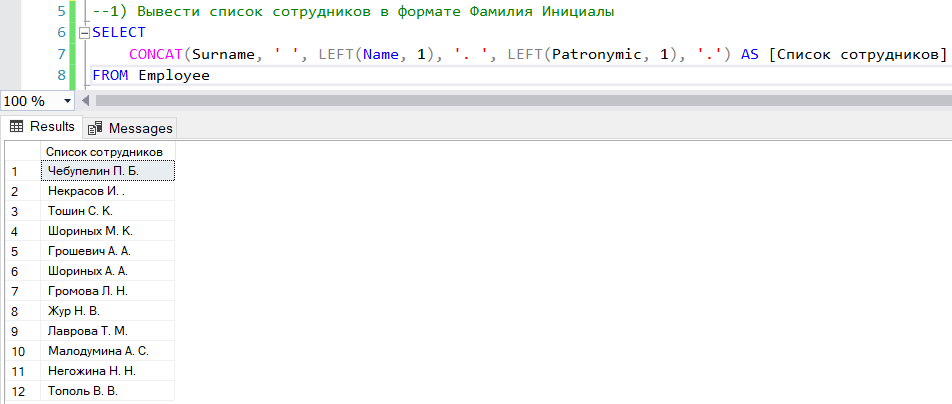 5 --1) Вывести список сотрудников в формате Фамилия Инициалы
6 SELECT
7 CONCAT(Surname, ' ', LEFT(Name, 1), '. ', LEFT(Patronymic, 1), '.') AS [Список сотрудников]
8 FROM Employee
100 %
Results Messages
Список сотрудников
1 Чебупелин П. Б.
2 Некрасов И. .
3 Тошин С. К.
4 Шориных М. К.
5 Грошевич А. А.
6 Шориных А. А.
7 Громова Л. Н.
8 Жур Н. В.
9 Лаврова Т. М.
10 Малодумина А. С.
11 Негожина Н. Н.
12 Тополь В. В.